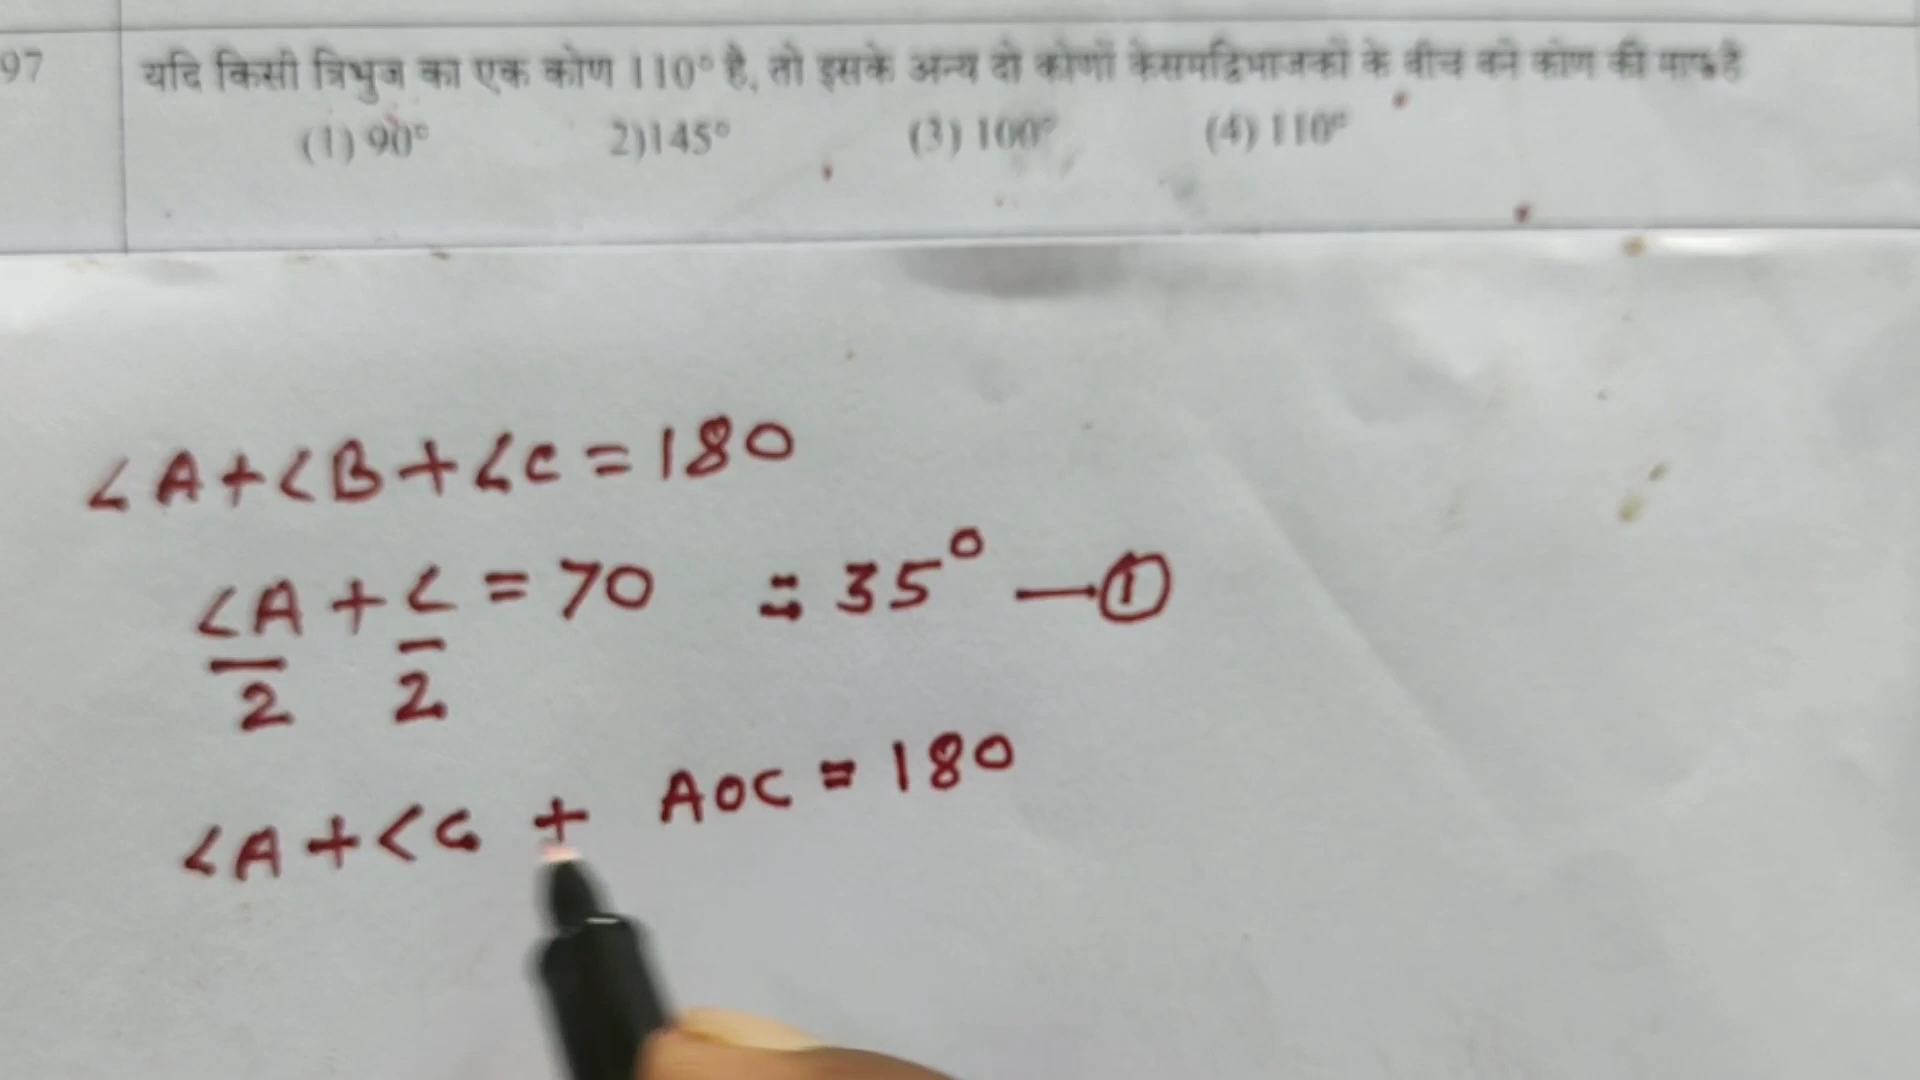 97 यदि किसी त्रिभुज का एक कोण 110° है, तो इसके अन्य दो कोणों केसमद्विभाजकों के बीच बने कोण की माप है
(1) 90° 2)145° (3) 100° (4) 110°
∠A+∠B+∠C=180
∠A/2 + ∠/2 = 70 = 35° —①
∠A+∠C + AOC = 180